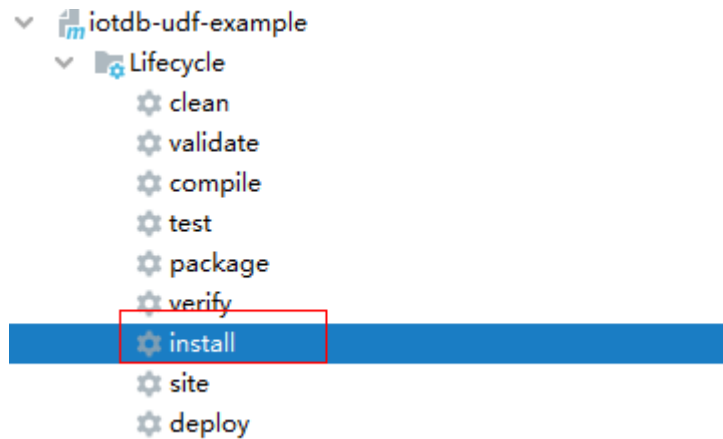 iotdb-udf-example
Lifecycle
clean
validate
compile
test
package
verify
install
site
deploy